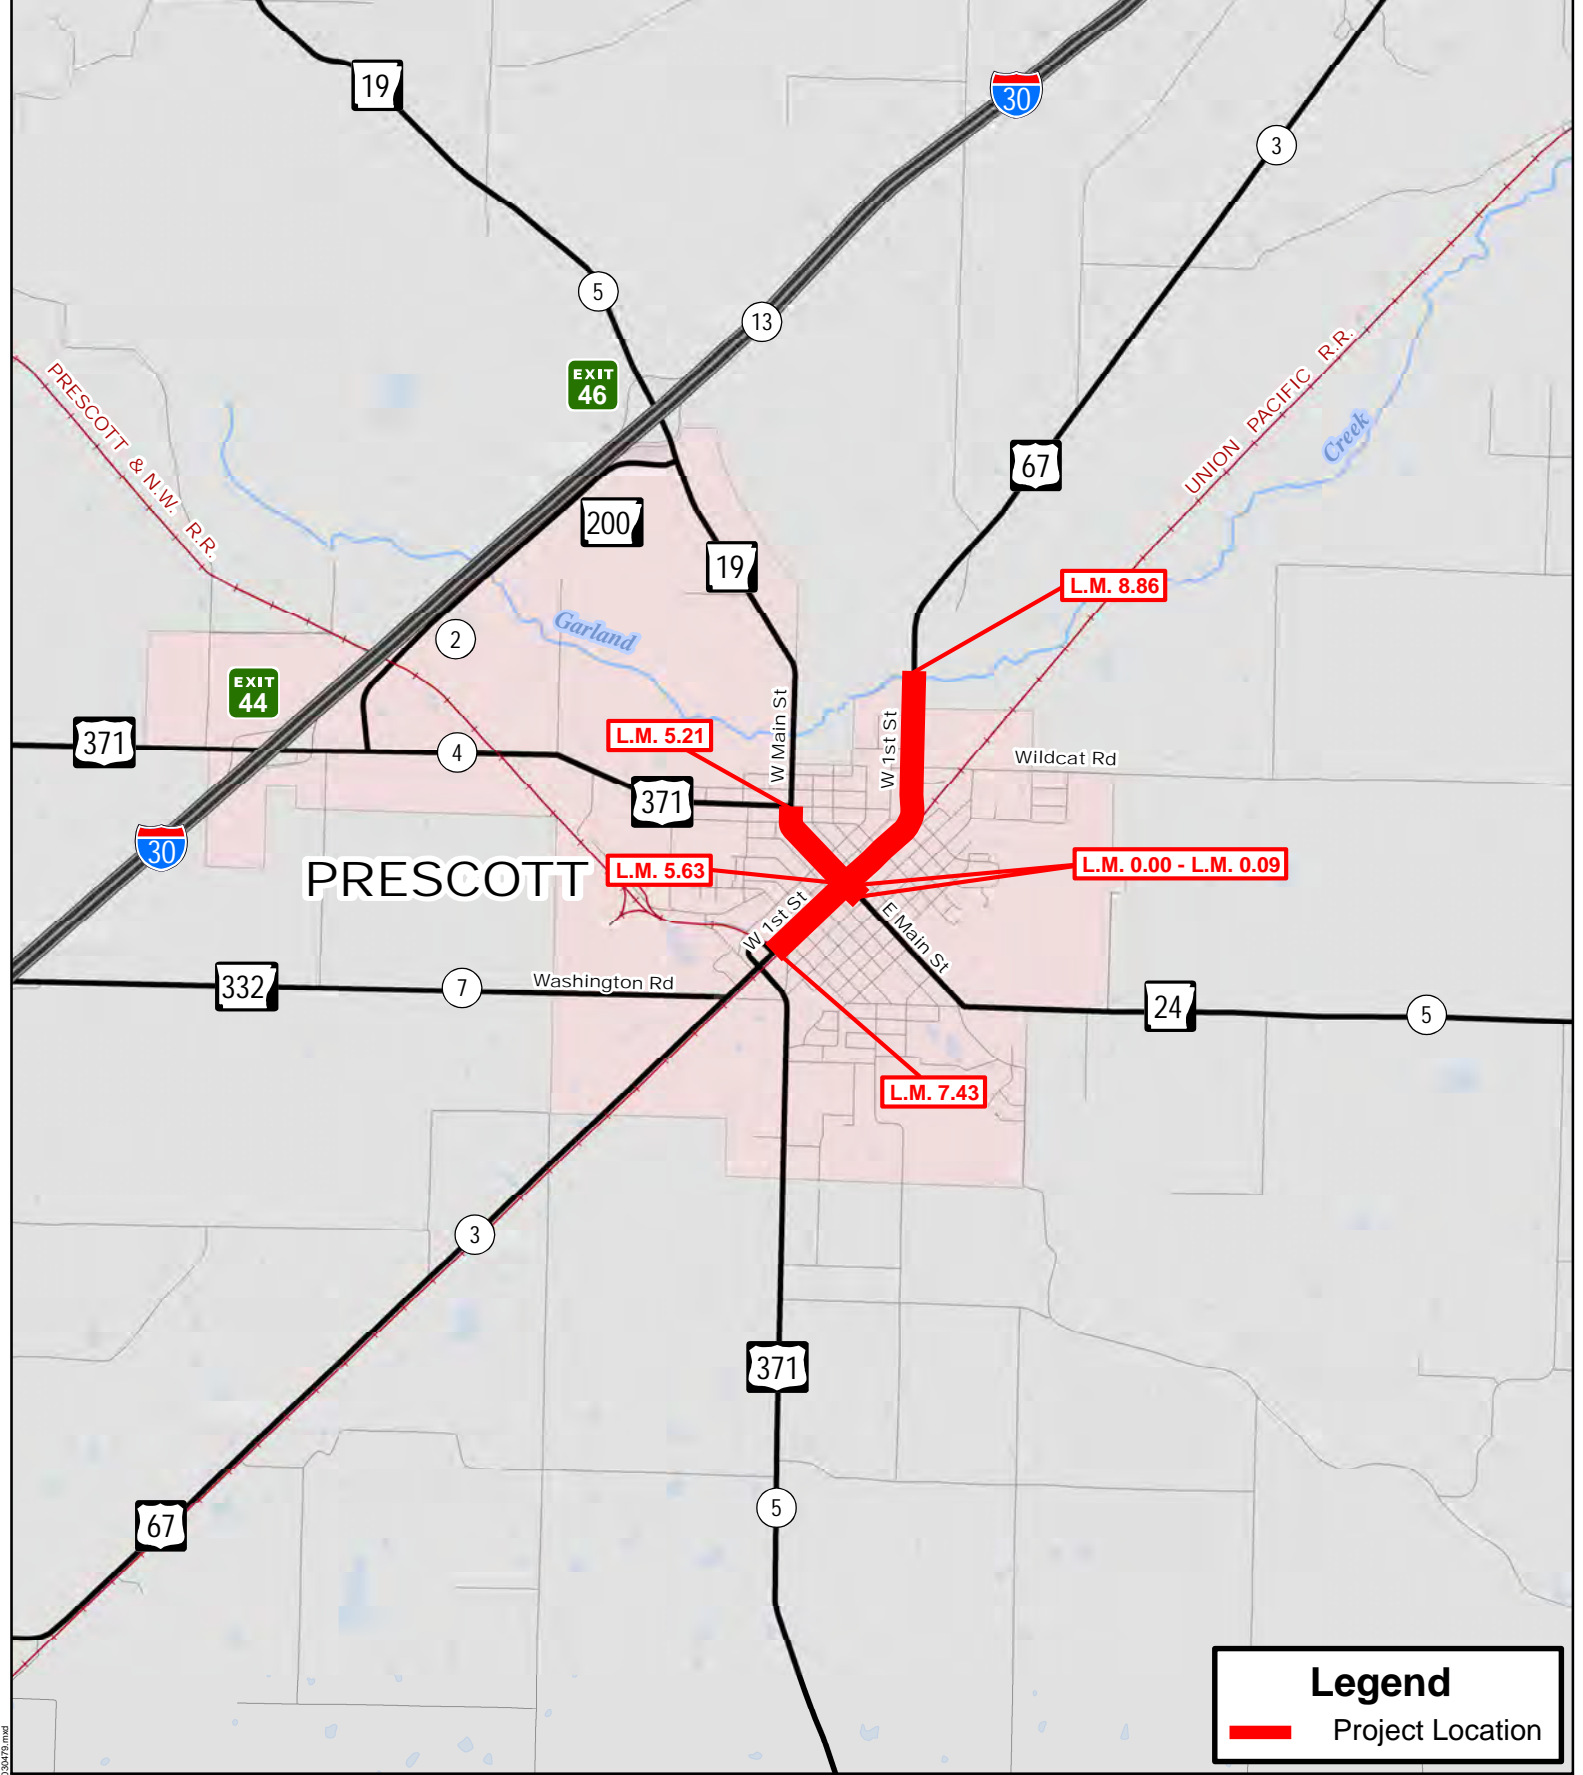 19
30
3
5
13
EXIT
46
PRESCOTT & N.W. R.R.
UNION PACIFIC R.R.
Creek
67
200
19
L.M. 8.86
2
Garland
EXIT
44
W Main St
W 1st St
371
L.M. 5.21
4
Wildcat Rd
371
30
PRESCOTT
L.M. 5.63
L.M. 0.00 - L.M. 0.09
W 1st St
E Main St
332
7
Washington Rd
24
5
L.M. 7.43
3
371
5
67
Legend
Project Location
030479.mxd